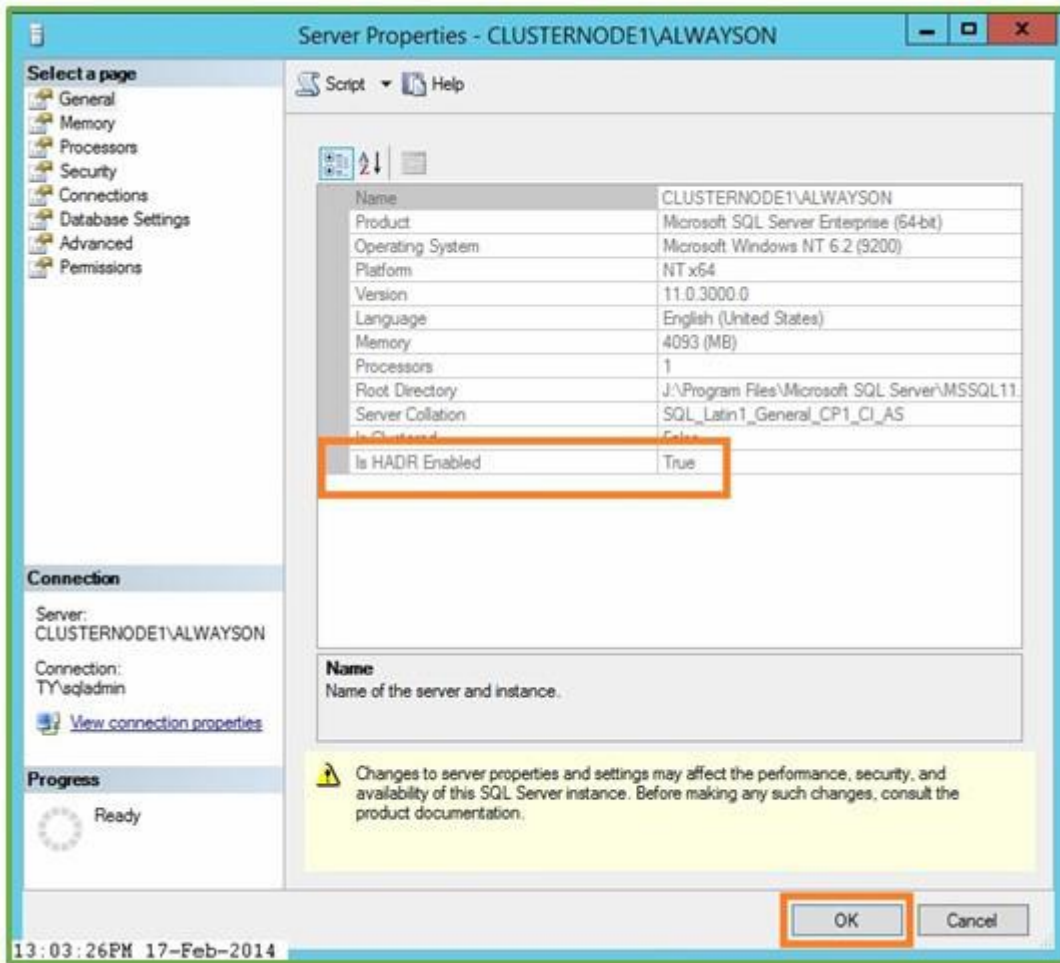 Server Properties - CLUSTERNODE1\ALWAYSON
Select a page
General
Memory
Processors
Security
Connections
Database Settings
Advanced
Permissions
Script
Help
Name CLUSTERNODE1\ALWAYSON
Product Microsoft SQL Server Enterprise (64-bit)
Operating System Microsoft Windows NT 6.2 (9200)
Platform NT x64
Version 11.0.3000.0
Language English (United States)
Memory 4093 (MB)
Processors 1
Root Directory J:\Program Files\Microsoft SQL Server\MSSQL11.
Server Collation SQL_Latin1_General_CP1_CI_AS
Is Clustered False
Is HADR Enabled True
Name
Name of the server and instance.
Changes to server properties and settings may affect the performance, security, and
availability of this SQL Server instance. Before making any such changes, consult the
product documentation.
Connection
Server:
CLUSTERNODE1\ALWAYSON
Connection:
TY\sqladmin
View connection properties
Progress
Ready
OK
Cancel
13:03:26PM 17-Feb-2014